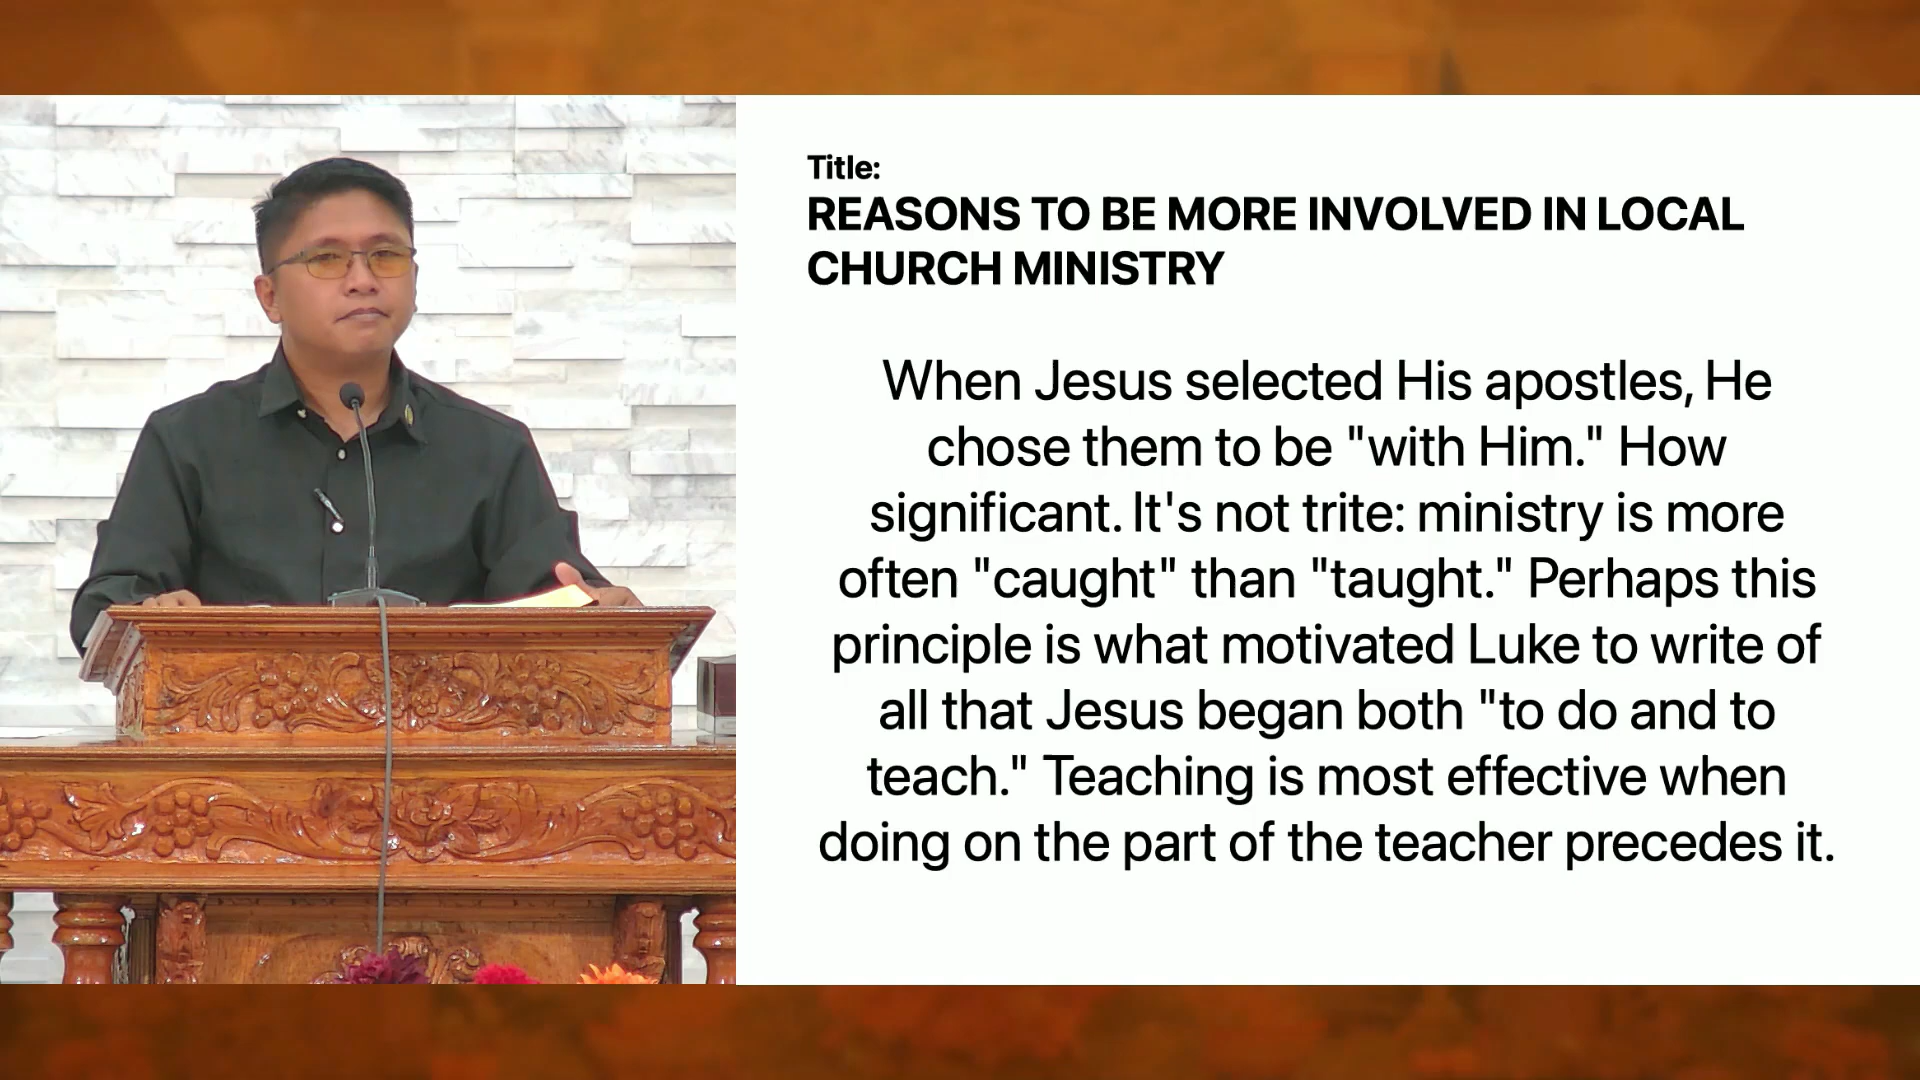 Title:
REASONS TO BE MORE INVOLVED IN LOCAL
CHURCH MINISTRY
When Jesus selected His apostles, He
chose them to be "with Him." How
significant. It's not trite: ministry is more
often "caught" than "taught." Perhaps this
principle is what motivated Luke to write of
all that Jesus began both "to do and to
teach." Teaching is most effective when
doing on the part of the teacher precedes it.